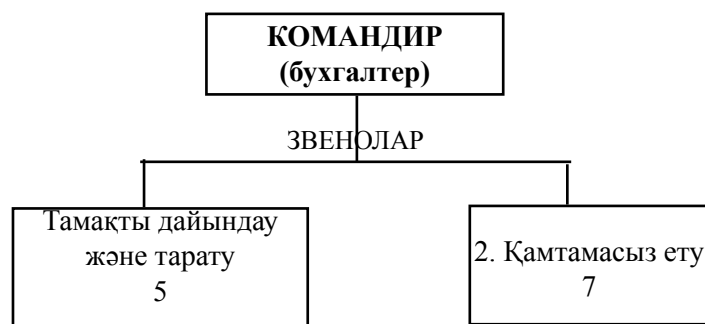 КОМАНДИР
(бухгалтер)
ЗВЕНОЛАР
Тамақты дайындау
және тарату
5
2. Қамтамасыз ету
7